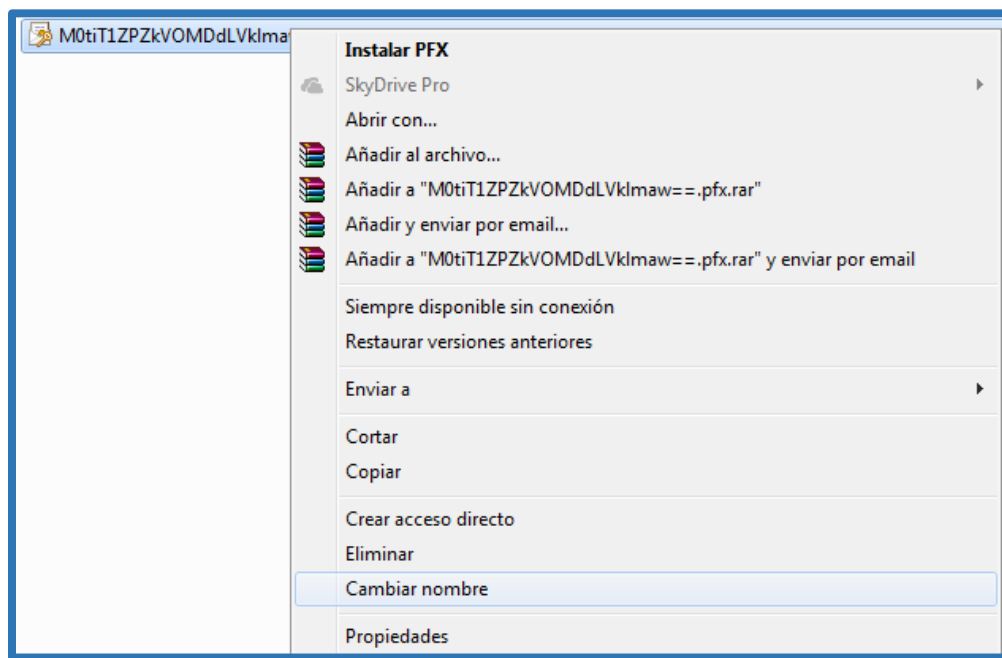 M0tiT1ZPZkVOMDdLVklma
Instalar PFX
SkyDrive Pro
Abrir con...
Añadir al archivo...
Añadir a "M0tiT1ZPZkVOMDdLVklmaw==.pfx.rar"
Añadir y enviar por email...
Añadir a "M0tiT1ZPZkVOMDdLVklmaw==.pfx.rar" y enviar por email
Siempre disponible sin conexión
Restaurar versiones anteriores
Enviar a
Cortar
Copiar
Crear acceso directo
Eliminar
Cambiar nombre
Propiedades